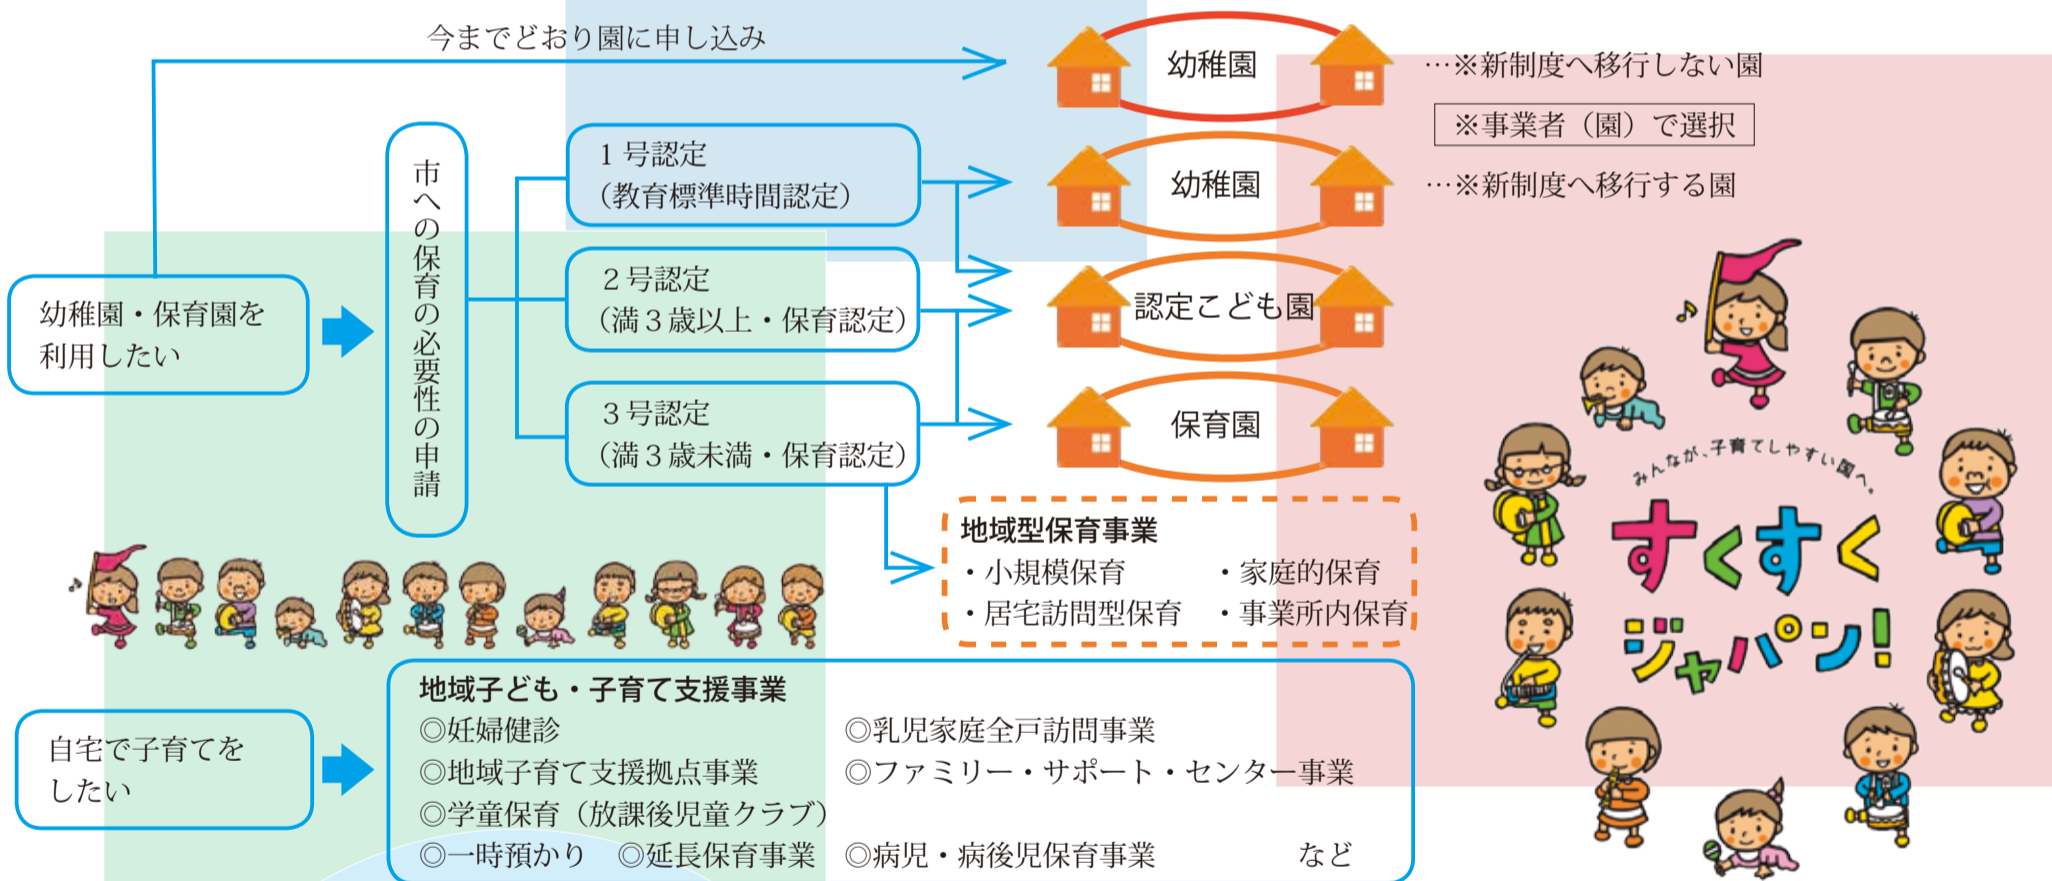 今までどおり園に申し込み
幼稚園
…※新制度へ移行しない園
※事業者（園）で選択
幼稚園・保育園を
利用したい
市への保育の必要性の申請
1号認定
（教育標準時間認定）
幼稚園
…※新制度へ移行する園
2号認定
（満3歳以上・保育認定）
認定こども園
3号認定
（満3歳未満・保育認定）
保育園
地域型保育事業
・小規模保育　・家庭的保育
・居宅訪問型保育　・事業所内保育
みんなが、子育てしやすい国へ。
すくすく
ジャパン！
自宅で子育てを
したい
地域子ども・子育て支援事業
◎妊婦健診　◎乳児家庭全戸訪問事業
◎地域子育て支援拠点事業　◎ファミリー・サポート・センター事業
◎学童保育（放課後児童クラブ）
◎一時預かり　◎延長保育事業　◎病児・病後児保育事業　など